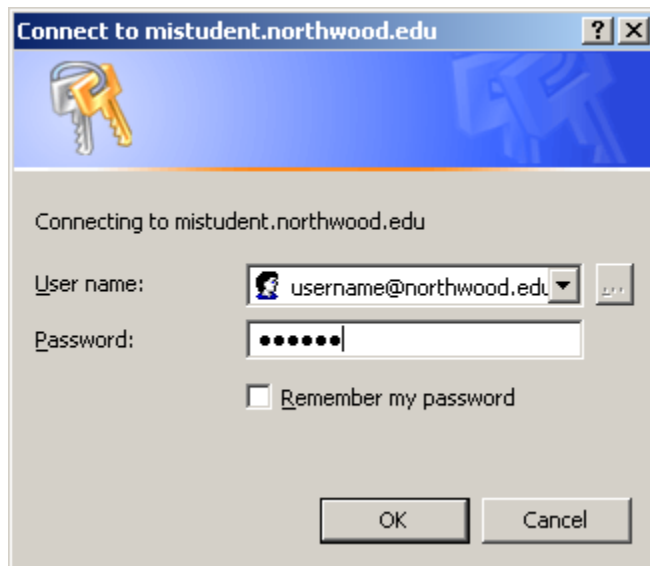 Connect to mistudent.northwood.edu
Connecting to mistudent.northwood.edu
User name: username@northwood.edu
Password: ••••••
Remember my password
OK Cancel